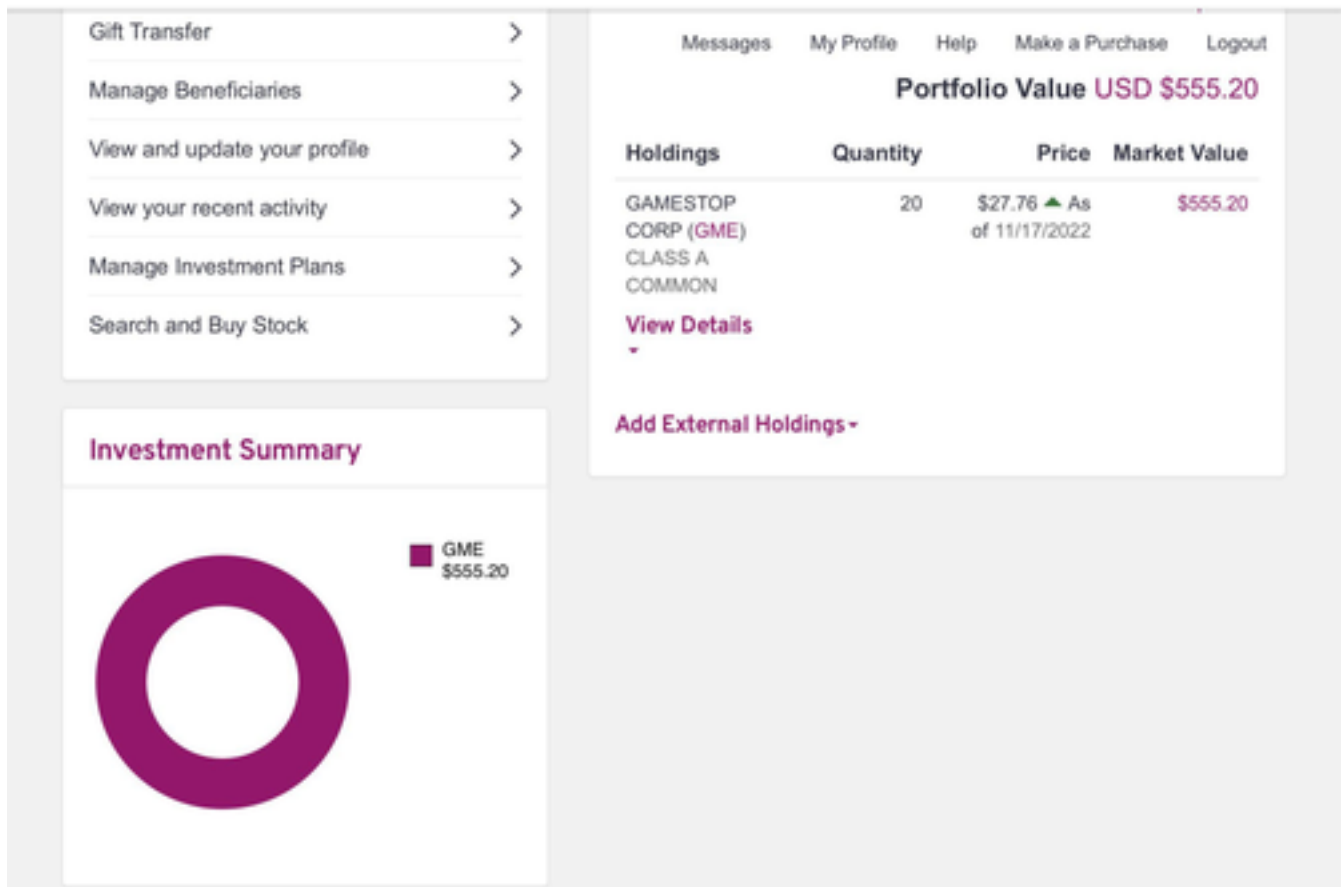 Gift Transfer
Manage Beneficiaries
View and update your profile
View your recent activity
Manage Investment Plans
Search and Buy Stock
Investment Summary
GME
$555.20
Messages My Profile Help Make a Purchase Logout
Portfolio Value USD $555.20
Holdings Quantity Price Market Value
GAMESTOP 20 $27.76 ▲ As $555.20
CORP (GME) of 11/17/2022
CLASS A
COMMON
View Details
Add External Holdings